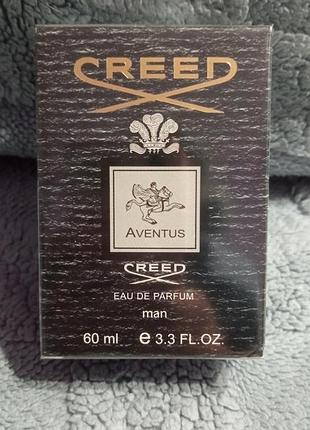 CREED
AVENTUS
CREED
EAU DE PARFUM
man
60 ml e 3.3 FL.OZ.